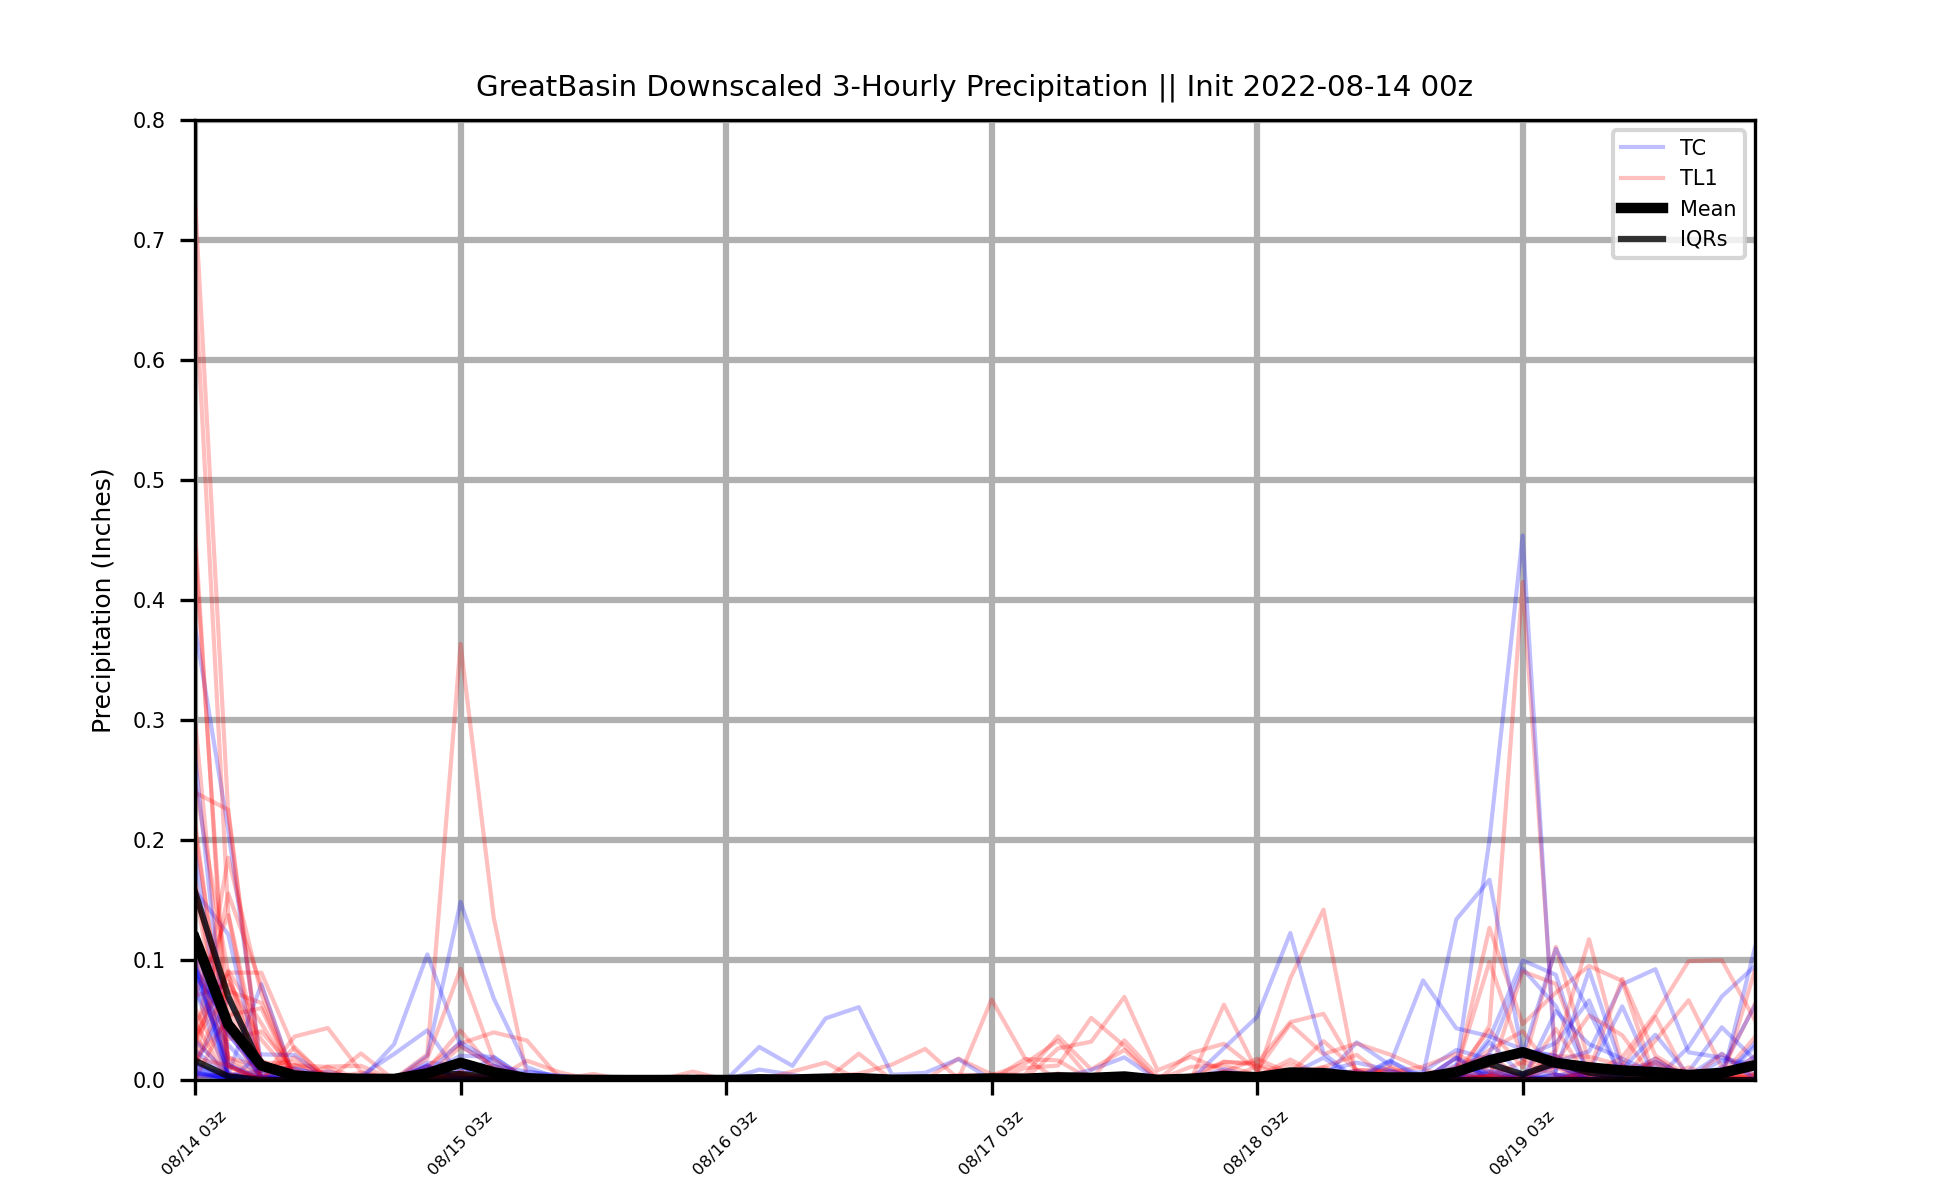 GreatBasin Downscaled 3-Hourly Precipitation || Init 2022-08-14 00z
Precipitation (Inches)
0.8
0.7
0.6
0.5
0.4
0.3
0.2
0.1
0.0
TC
TL1
Mean
IQRs
08/14 03z
08/15 03z
08/16 03z
08/17 03z
08/18 03z
08/19 03z